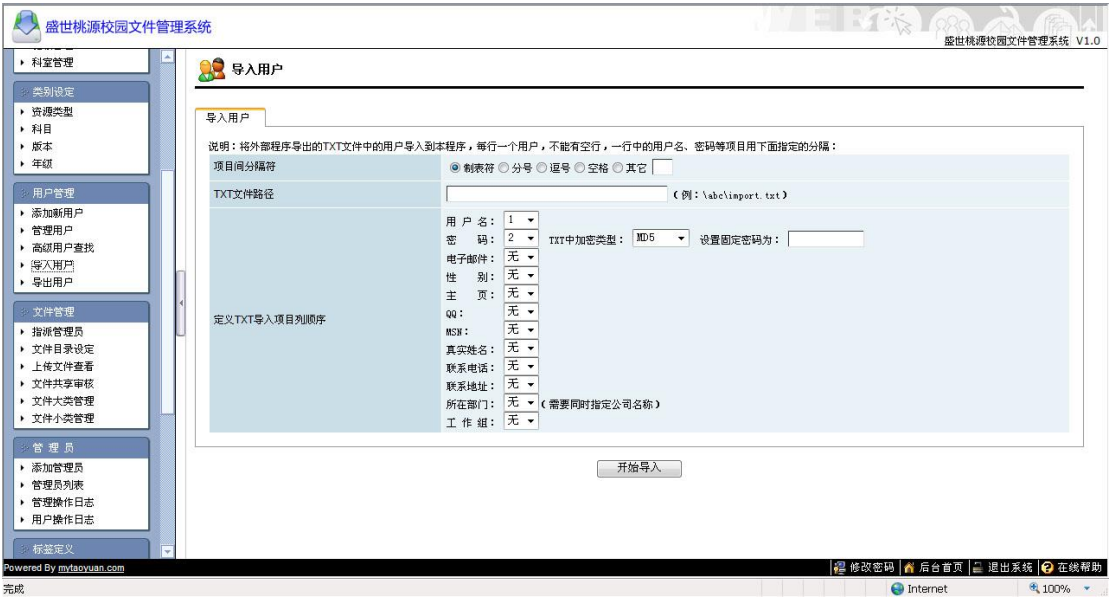 盛世桃源校园文件管理系统
盛世桃源校园文件管理系统 V1.0
科室管理
类别设定
资源类型
科目
版本
年级
用户管理
添加新用户
管理用户
高级用户查找
导入用户
导出用户
文件管理
指派管理员
文件目录设定
上传文件查看
文件共享审核
文件大类管理
文件小类管理
管 理 员
添加管理员
管理员列表
管理操作日志
用户操作日志
标签定义
导入用户
导入用户
说明：将外部程序导出的TXT文件中的用户导入到本程序，每行一个用户，不能有空行，一行中的用户名、密码等项目用下面指定的分隔：
项目间分隔符 制表符 分号 逗号 空格 其它
TXT文件路径 (例：\abc\import.txt)
定义TXT导入项目列顺序
用 户 名： 1
密 码： 2 TXT中加密类型： MD5 设置固定密码为：
电子邮件： 无
性 别： 无
主 页： 无
QQ： 无
MSN： 无
真实姓名： 无
联系电话： 无
联系地址： 无
所在部门： 无 (需要同时指定公司名称)
工 作 组： 无
开始导入
Powered By mytaoyuan.com
修改密码 后台首页 退出系统 在线帮助
完成 Internet 100%